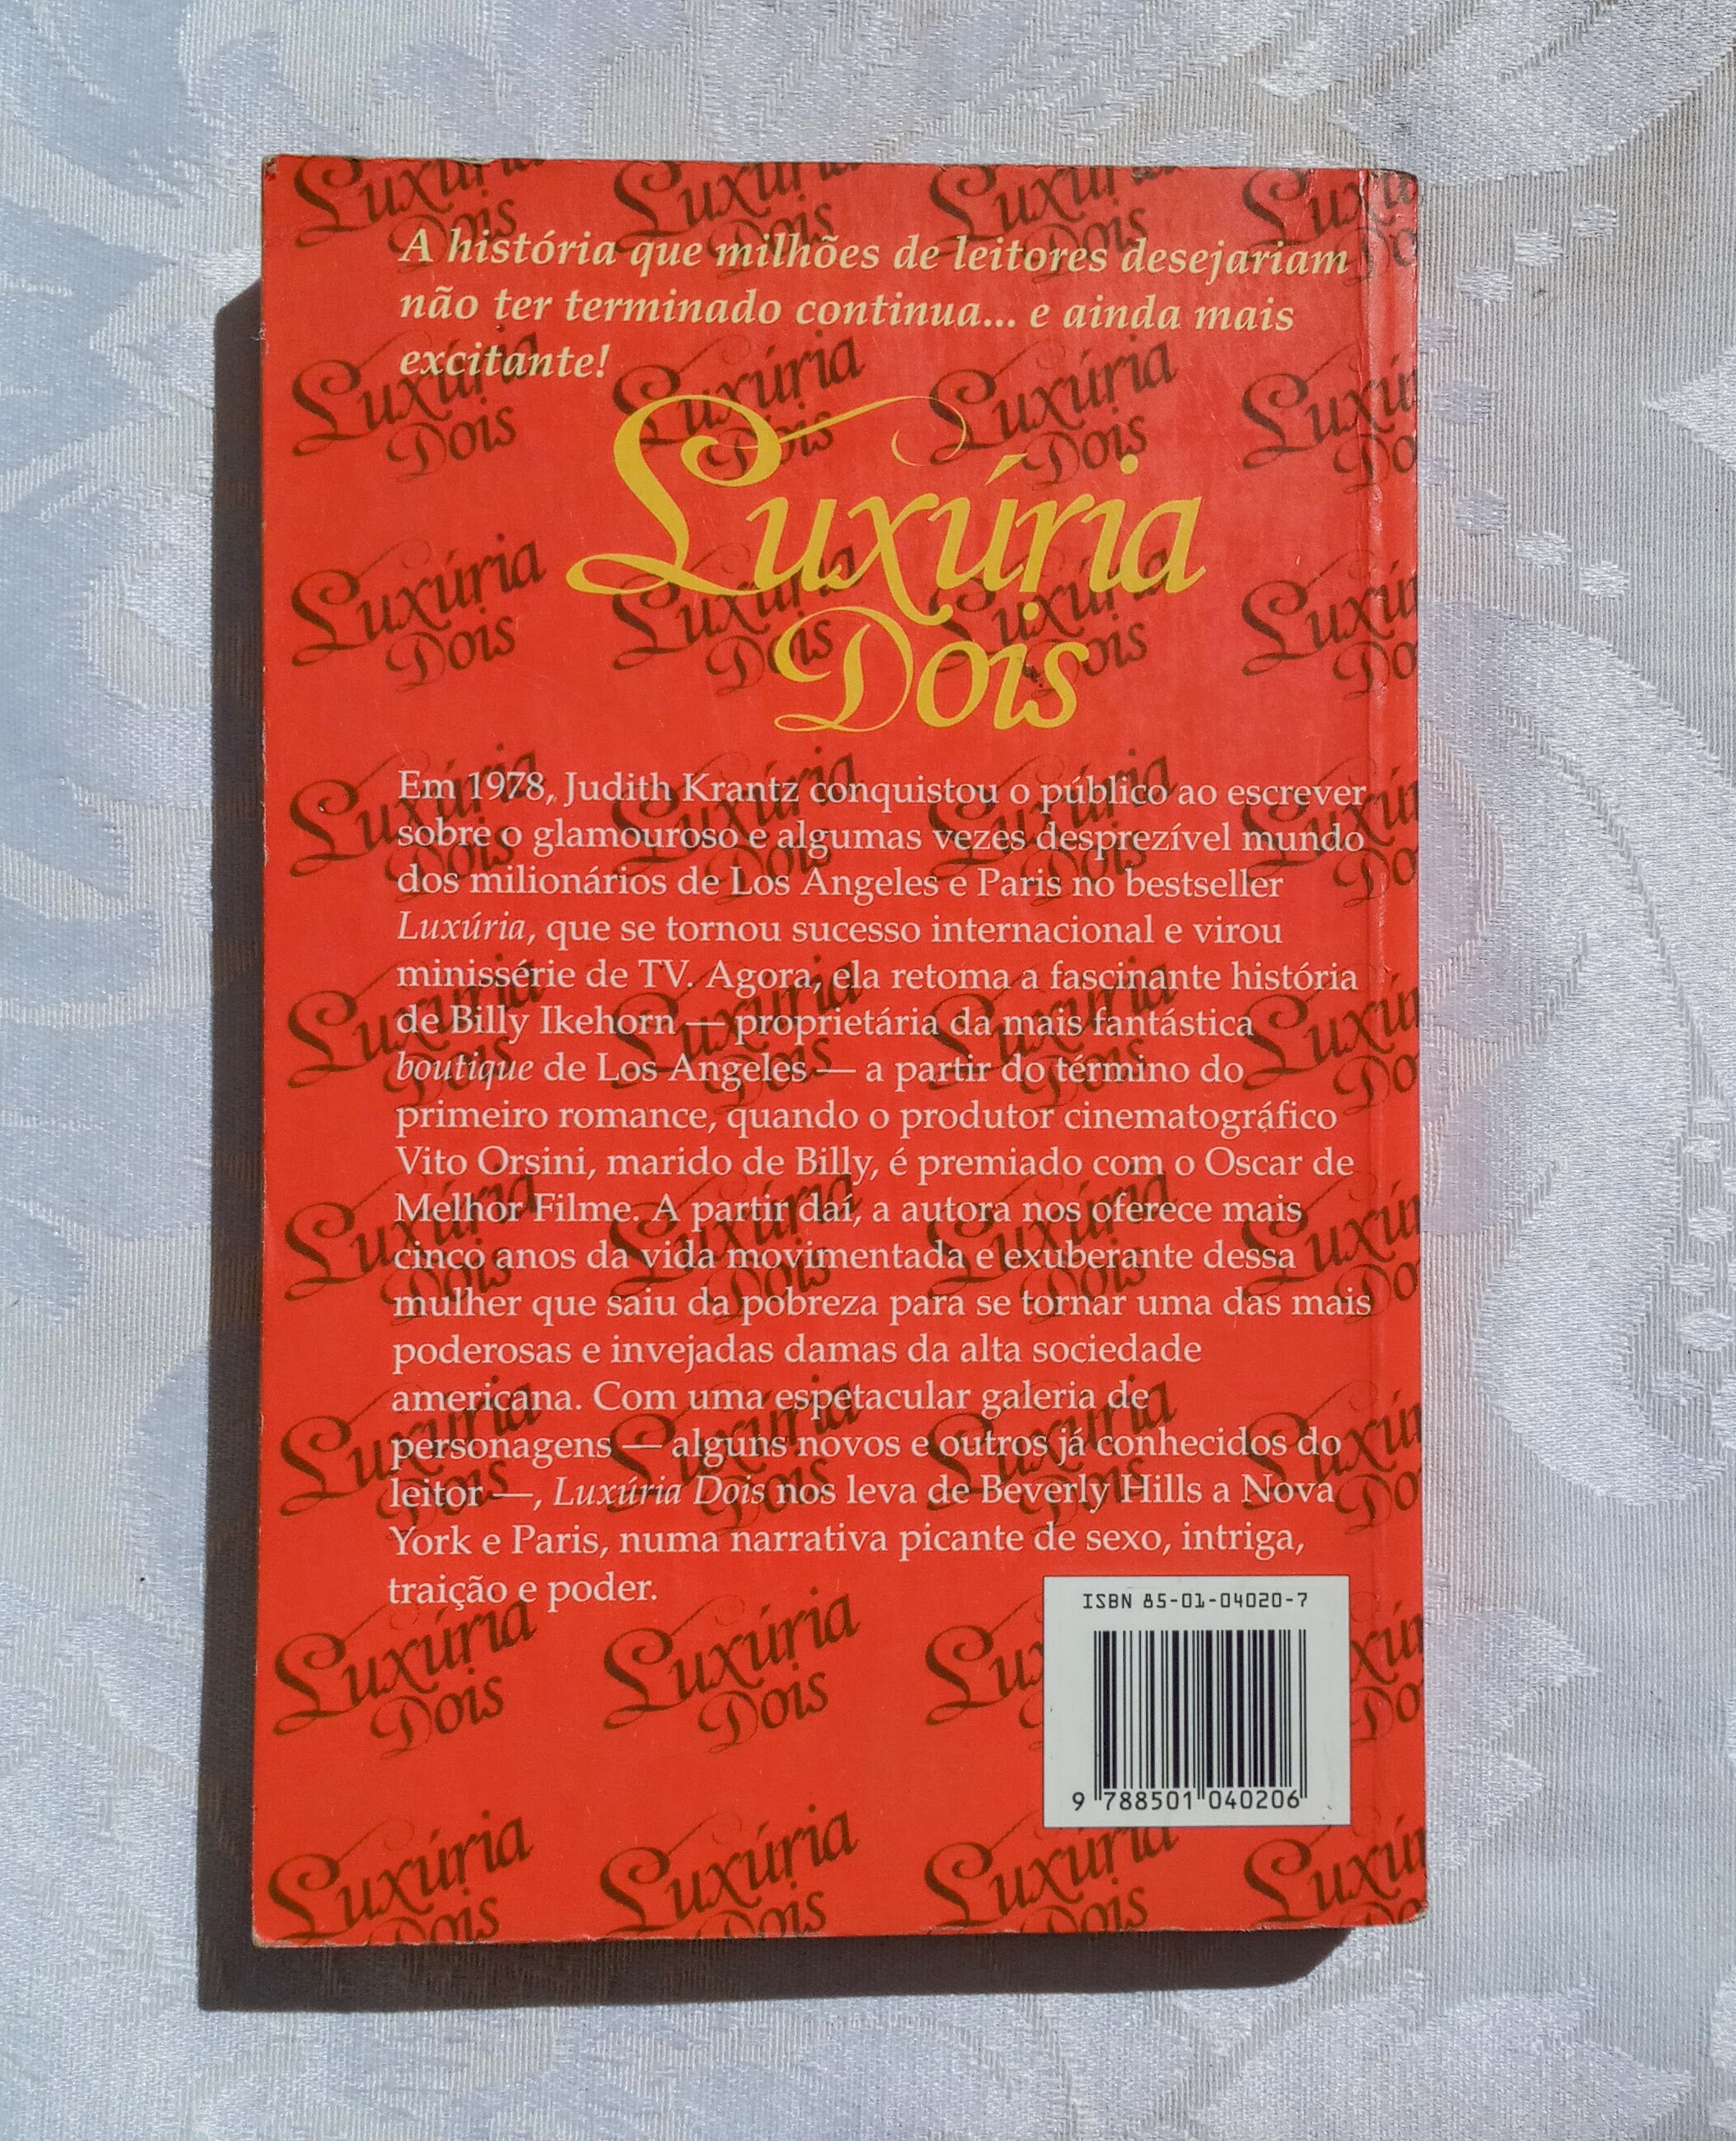 A história que milhões de leitores desejariam
não ter terminado continua... e ainda mais
excitante!
Luxúria
Dois
Em 1978, Judith Krantz conquistou o público ao escrever
sobre o glamouroso e algumas vezes desprezível mundo
dos milionários de Los Angeles e Paris no bestseller
Luxúria, que se tornou sucesso internacional e virou
minissérie de TV. Agora, ela retoma a fascinante história
de Billy Ikehorn — proprietária da mais fantástica
boutique de Los Angeles — a partir do término do
primeiro romance, quando o produtor cinematográfico
Vito Orsini, marido de Billy, é premiado com o Oscar de
Melhor Filme. A partir daí, a autora nos oferece mais
cinco anos da vida movimentada e exuberante dessa
mulher que saiu da pobreza para se tornar uma das mais
poderosas e invejadas damas da alta sociedade
americana. Com uma espetacular galeria de
personagens — alguns novos e outros já conhecidos do
leitor —, Luxúria Dois nos leva de Beverly Hills a Nova
York e Paris, numa narrativa picante de sexo, intriga,
traição e poder.
ISBN 85-01-04020-7
9 788501 040206